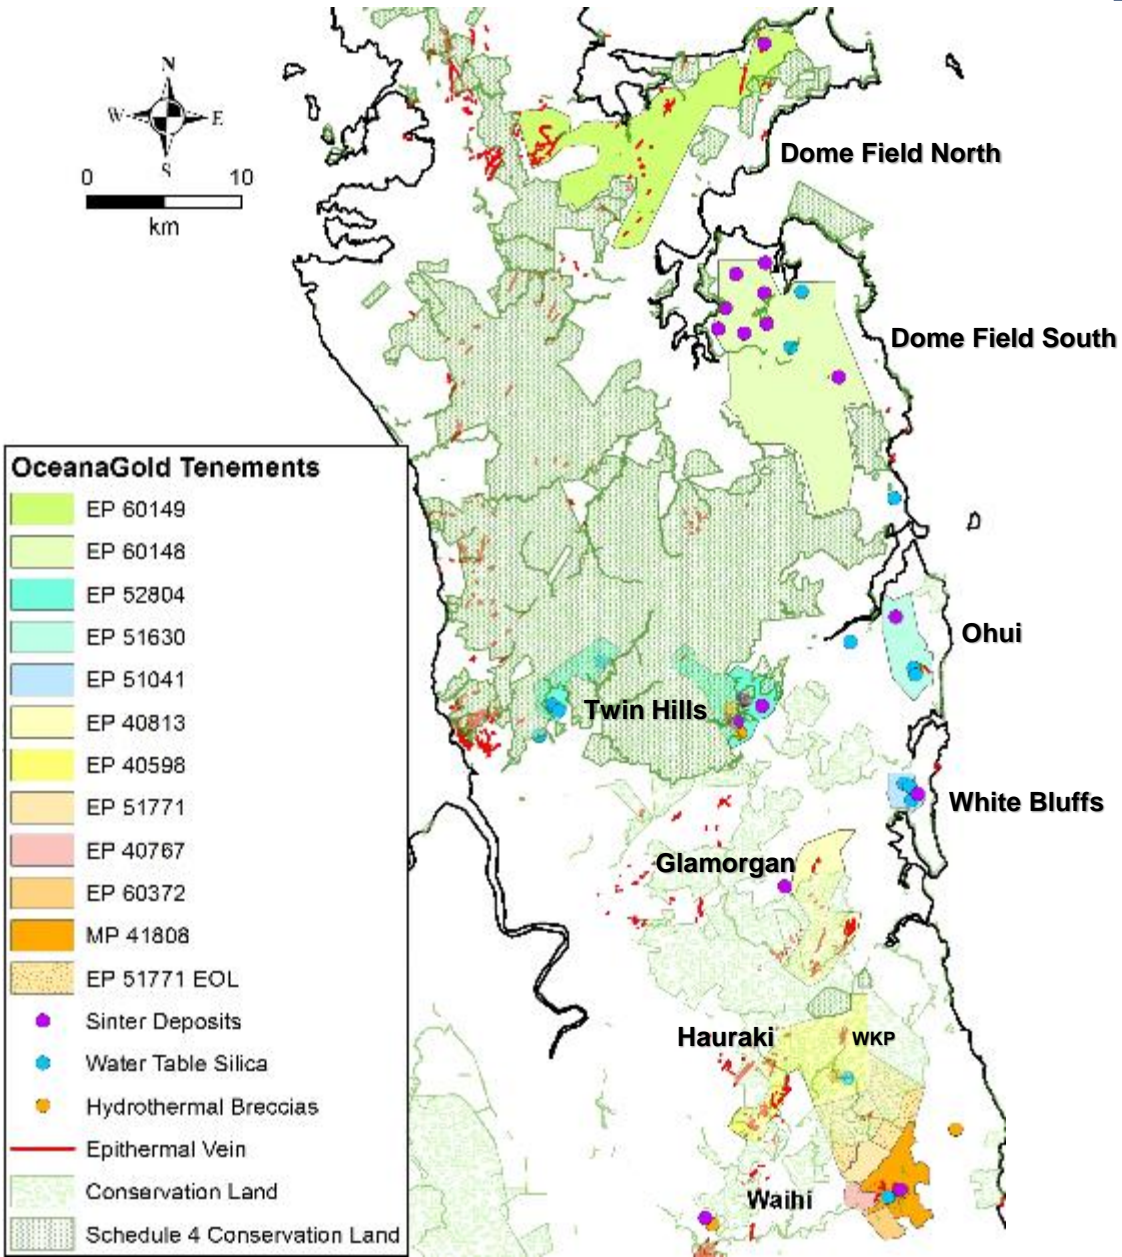 N
W
E
S
0 10
km
Dome Field North
Dome Field South
OceanaGold Tenements
EP 60149
EP 60148
EP 52804
EP 51630
EP 51041
EP 40813
EP 40598
EP 51771
EP 40767
EP 60372
MP 41808
EP 51771 EOL
Sinter Deposits
Water Table Silica
Hydrothermal Breccias
Epithermal Vein
Conservation Land
Schedule 4 Conservation Land
Ohui
Twin Hills
White Bluffs
Glamorgan
Hauraki
WKP
Waihi